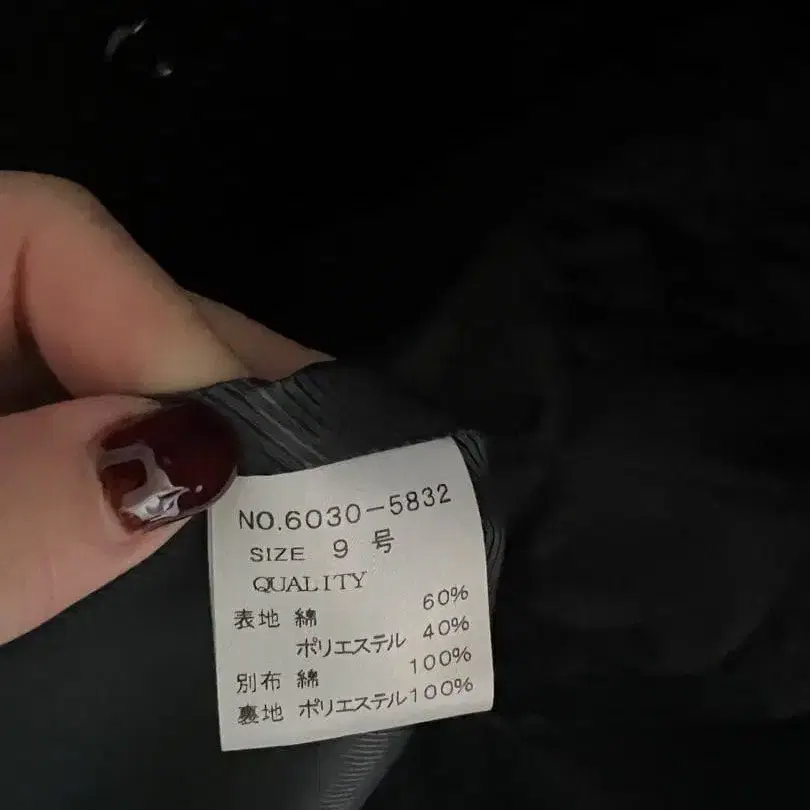 NO.6030-5832
SIZE 9 号
QUALITY
表地 綿 60%
ポリエステル 40%
別布 綿 100%
裏地 ポリエステル100%